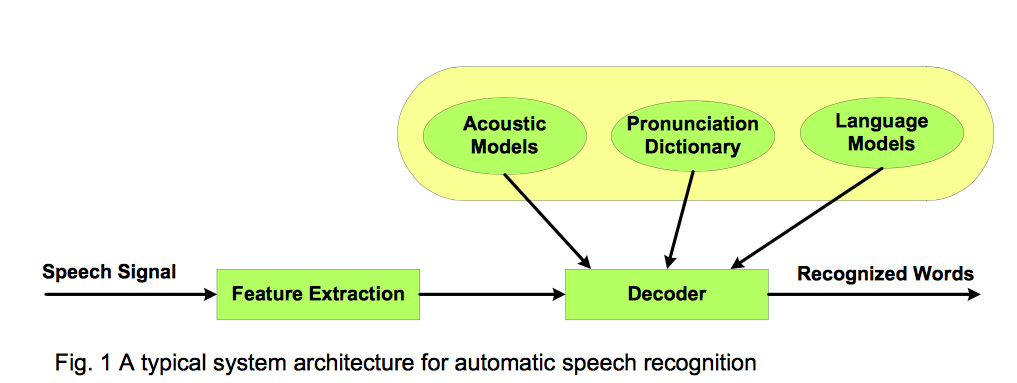 Acoustic
Models
Pronunciation
Dictionary
Language
Models
Speech Signal
Feature Extraction
Decoder
Recognized Words
Fig. 1 A typical system architecture for automatic speech recognition